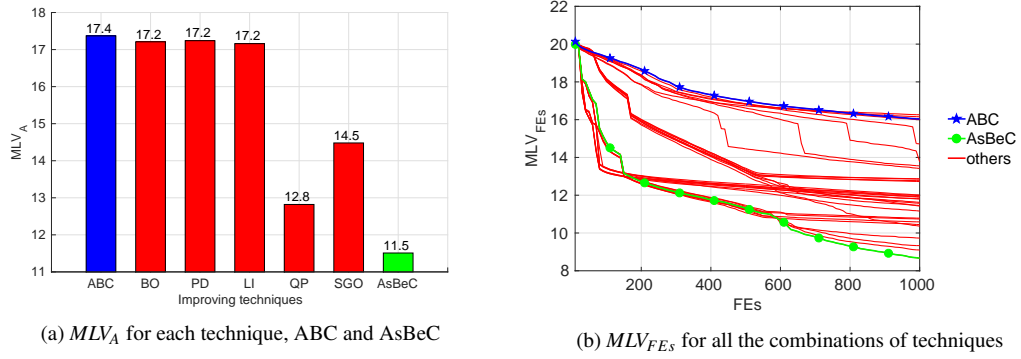 18
17
16
15
14
13
12
11
MLV_A
17.4
17.2
17.2
17.2
12.8
14.5
11.5
ABC BO PD LI QP SGO AsBeC
Improving techniques
(a) MLV_A for each technique, ABC and AsBeC
22
20
18
16
14
12
10
8
MLV_FEs
200 400 600 800 1000
FEs
ABC
AsBeC
others
(b) MLV_FEs for all the combinations of techniques